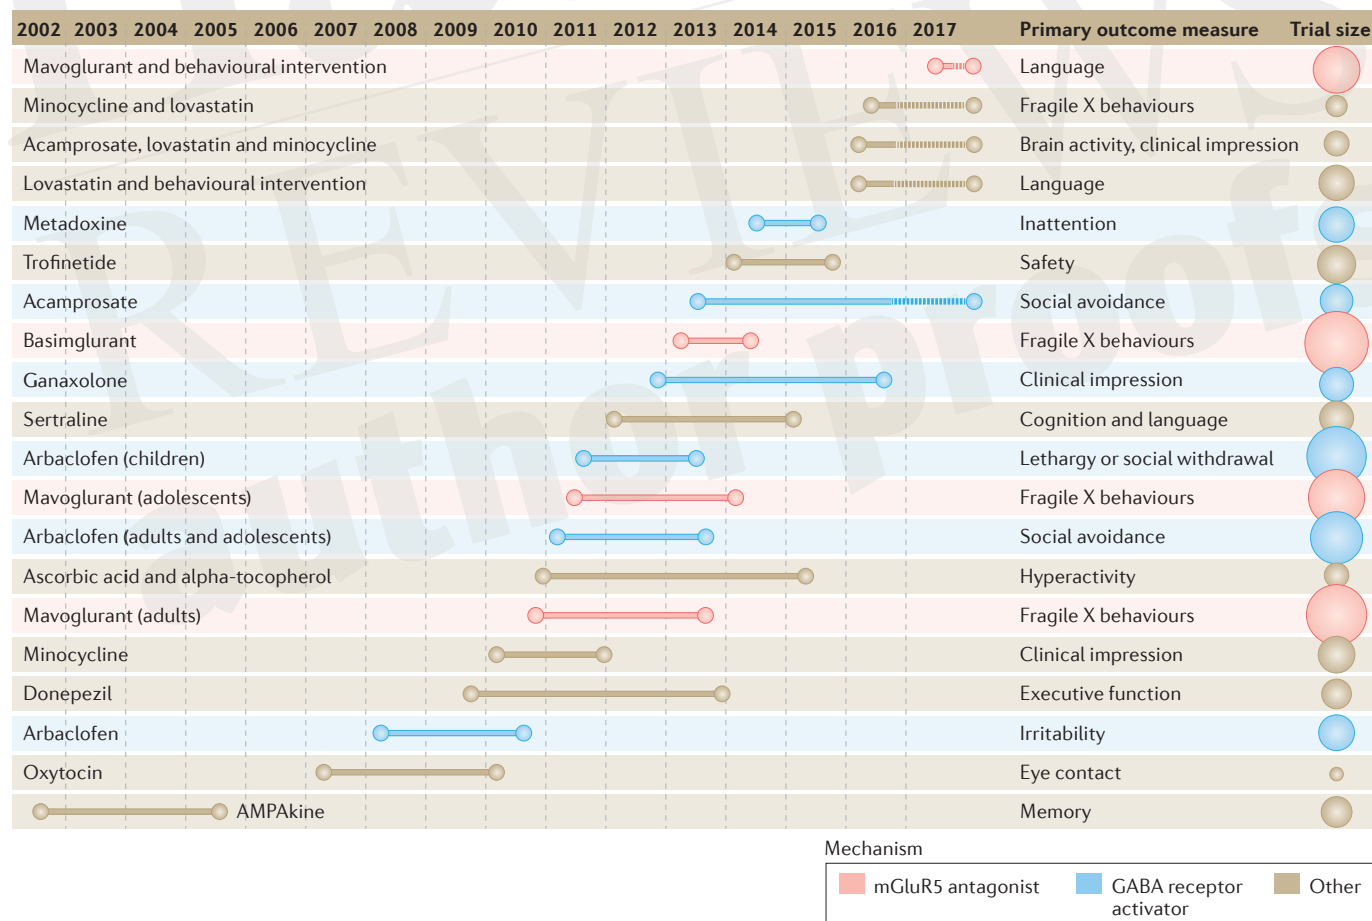 2002 2003 2004 2005 2006 2007 2008 2009 2010 2011 2012 2013 2014 2015 2016 2017 Primary outcome measure Trial size
Mavoglurant and behavioural intervention Language
Minocycline and lovastatin Fragile X behaviours
Acamprosate, lovastatin and minocycline Brain activity, clinical impression
Lovastatin and behavioural intervention Language
Metadoxine Inattention
Trofinetide Safety
Acamprosate Social avoidance
Basimglurant Fragile X behaviours
Ganaxolone Clinical impression
Sertraline Cognition and language
Arbaclofen (children) Lethargy or social withdrawal
Mavoglurant (adolescents) Fragile X behaviours
Arbaclofen (adults and adolescents) Social avoidance
Ascorbic acid and alpha-tocopherol Hyperactivity
Mavoglurant (adults) Fragile X behaviours
Minocycline Clinical impression
Donepezil Executive function
Arbaclofen Irritability
Oxytocin Eye contact
AMPAkine Memory
Mechanism
mGluR5 antagonist GABA receptor Other
activator
REVIEWS
author proofs